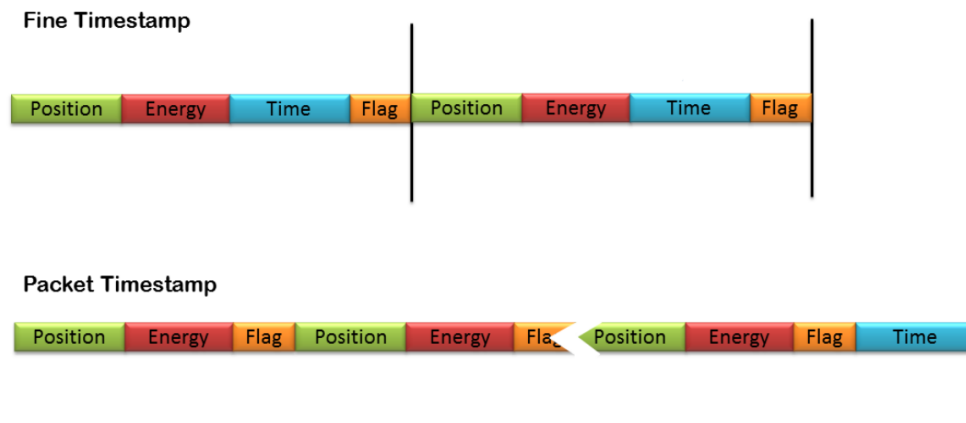 Fine Timestamp
Position Energy Time Flag Position Energy Time Flag
Packet Timestamp
Position Energy Flag Position Energy Flag Position Energy Flag Time